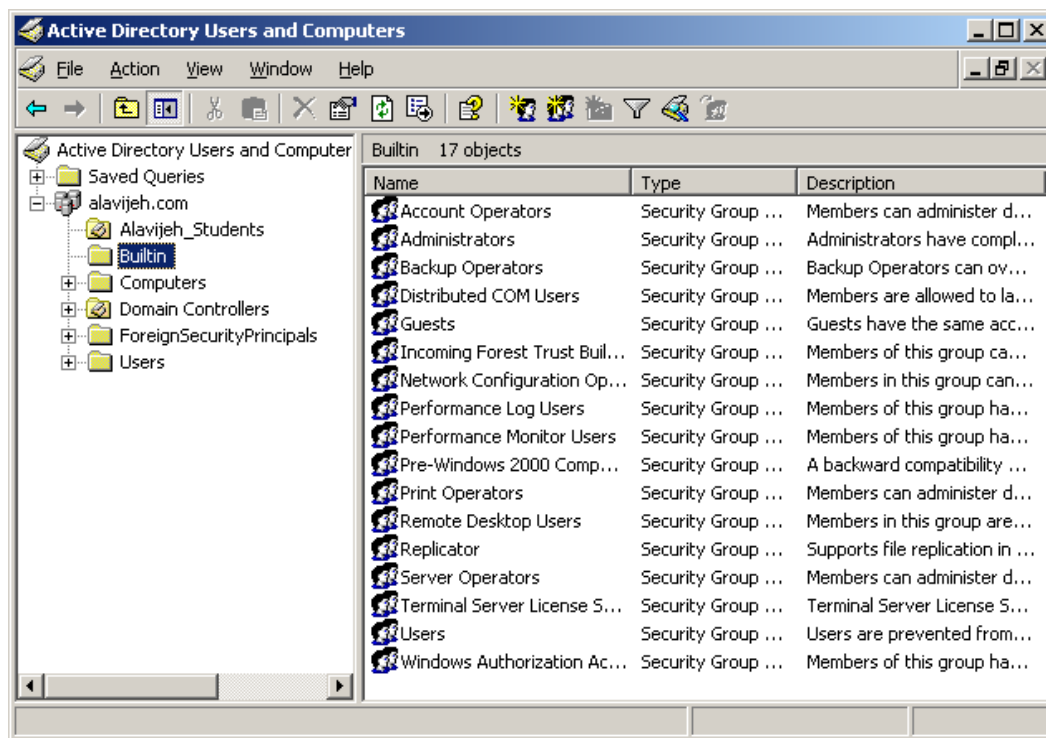 Active Directory Users and Computers
File Action View Window Help
Active Directory Users and Computer
Saved Queries
alavijeh.com
Alavijeh_Students
Builtin
Computers
Domain Controllers
ForeignSecurityPrincipals
Users
Builtin 17 objects
Name Type Description
Account Operators Security Group ... Members can administer d...
Administrators Security Group ... Administrators have compl...
Backup Operators Security Group ... Backup Operators can ov...
Distributed COM Users Security Group ... Members are allowed to la...
Guests Security Group ... Guests have the same acc...
Incoming Forest Trust Buil... Security Group ... Members of this group ca...
Network Configuration Op... Security Group ... Members in this group can...
Performance Log Users Security Group ... Members of this group ha...
Performance Monitor Users Security Group ... Members of this group ha...
Pre-Windows 2000 Comp... Security Group ... A backward compatibility ...
Print Operators Security Group ... Members can administer d...
Remote Desktop Users Security Group ... Members in this group are...
Replicator Security Group ... Supports file replication in ...
Server Operators Security Group ... Members can administer d...
Terminal Server License S... Security Group ... Terminal Server License S...
Users Security Group ... Users are prevented from...
Windows Authorization Ac... Security Group ... Members of this group ha...